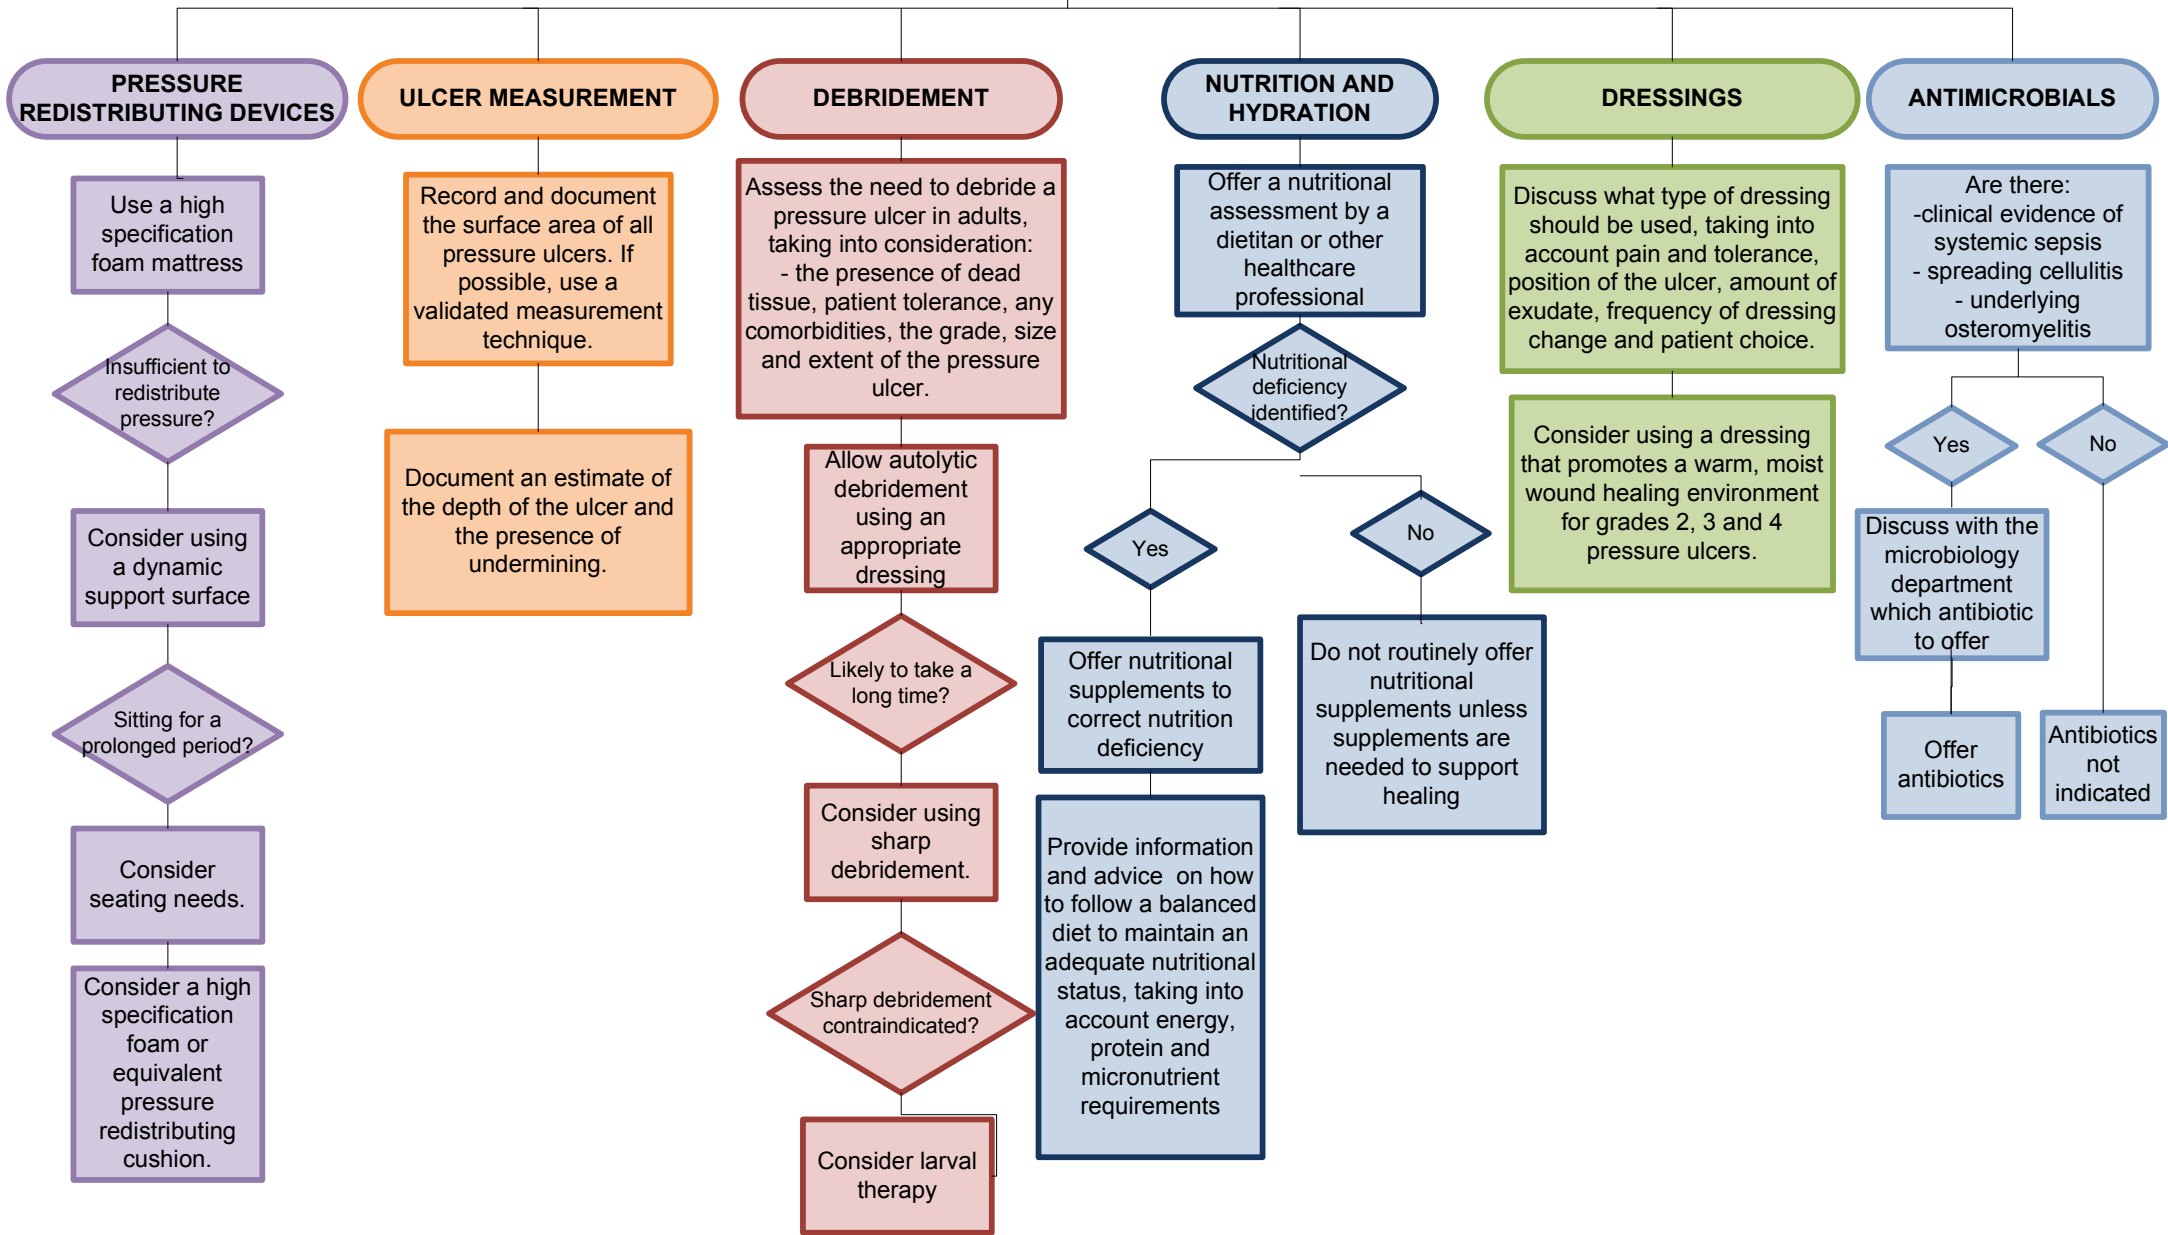 PRESSURE
REDISTRIBUTING DEVICES
Use a high
specification
foam mattress
Insufficient to
redistribute
pressure?
Consider using
a dynamic
support surface
Sitting for a
prolonged period?
Consider
seating needs.
Consider a high
specification
foam or
equivalent
pressure
redistributing
cushion.
ULCER MEASUREMENT
Record and document
the surface area of all
pressure ulcers. If
possible, use a
validated measurement
technique.
Document an estimate of
the depth of the ulcer and
the presence of
undermining.
DEBRIDEMENT
Assess the need to debride a
pressure ulcer in adults,
taking into consideration:
- the presence of dead
tissue, patient tolerance, any
comorbidities, the grade, size
and extent of the pressure
ulcer.
Allow autolytic
debridement
using an
appropriate
dressing
Likely to take a
long time?
Consider using
sharp
debridement.
Sharp debridement
contraindicated?
Consider larval
therapy
NUTRITION AND
HYDRATION
Offer a nutritional
assessment by a
dietitan or other
healthcare
professional
Nutritional
deficiency
identified?
Yes
Offer nutritional
supplements to
correct nutrition
deficiency
Provide information
and advice  on how
to follow a balanced
diet to maintain an
adequate nutritional
status, taking into
account energy,
protein and
micronutrient
requirements
No
Do not routinely offer
nutritional
supplements unless
supplements are
needed to support
healing
DRESSINGS
Discuss what type of dressing
should be used, taking into
account pain and tolerance,
position of the ulcer, amount of
exudate, frequency of dressing
change and patient choice.
Consider using a dressing
that promotes a warm, moist
wound healing environment
for grades 2, 3 and 4
pressure ulcers.
ANTIMICROBIALS
Are there:
-clinical evidence of
systemic sepsis
- spreading cellulitis
- underlying
osteromyelitis
Yes
Discuss with the
microbiology
department
which antibiotic
to offer
Offer
antibiotics
No
Antibiotics
not
indicated